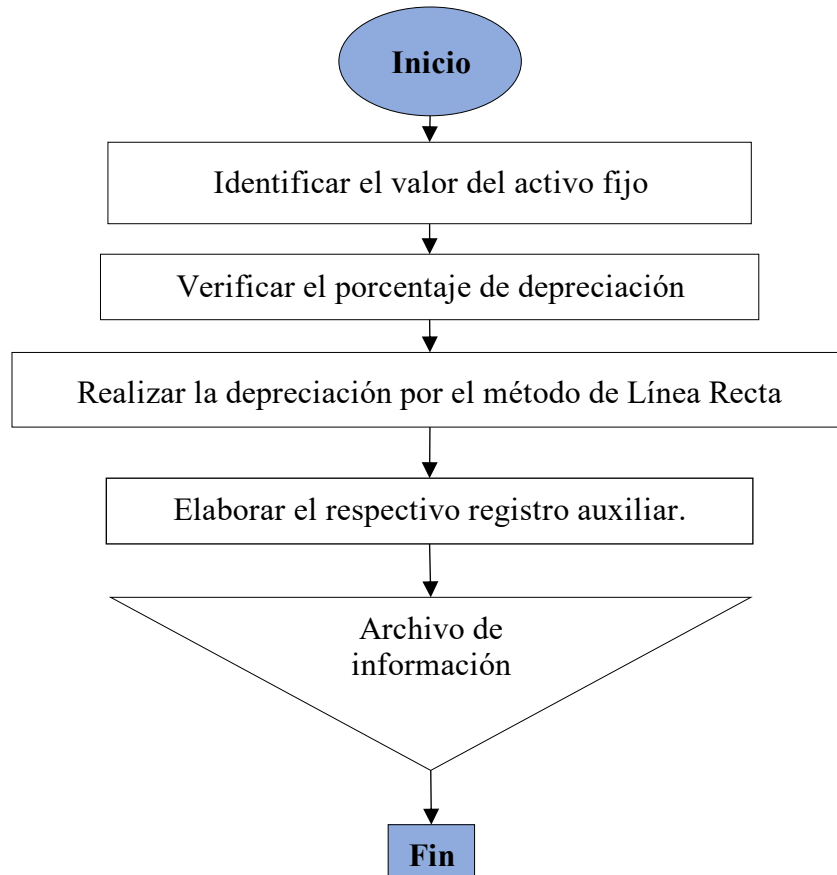 Inicio
Identificar el valor del activo fijo
Verificar el porcentaje de depreciación
Realizar la depreciación por el método de Línea Recta
Elaborar el respectivo registro auxiliar.
Archivo de
información
Fin